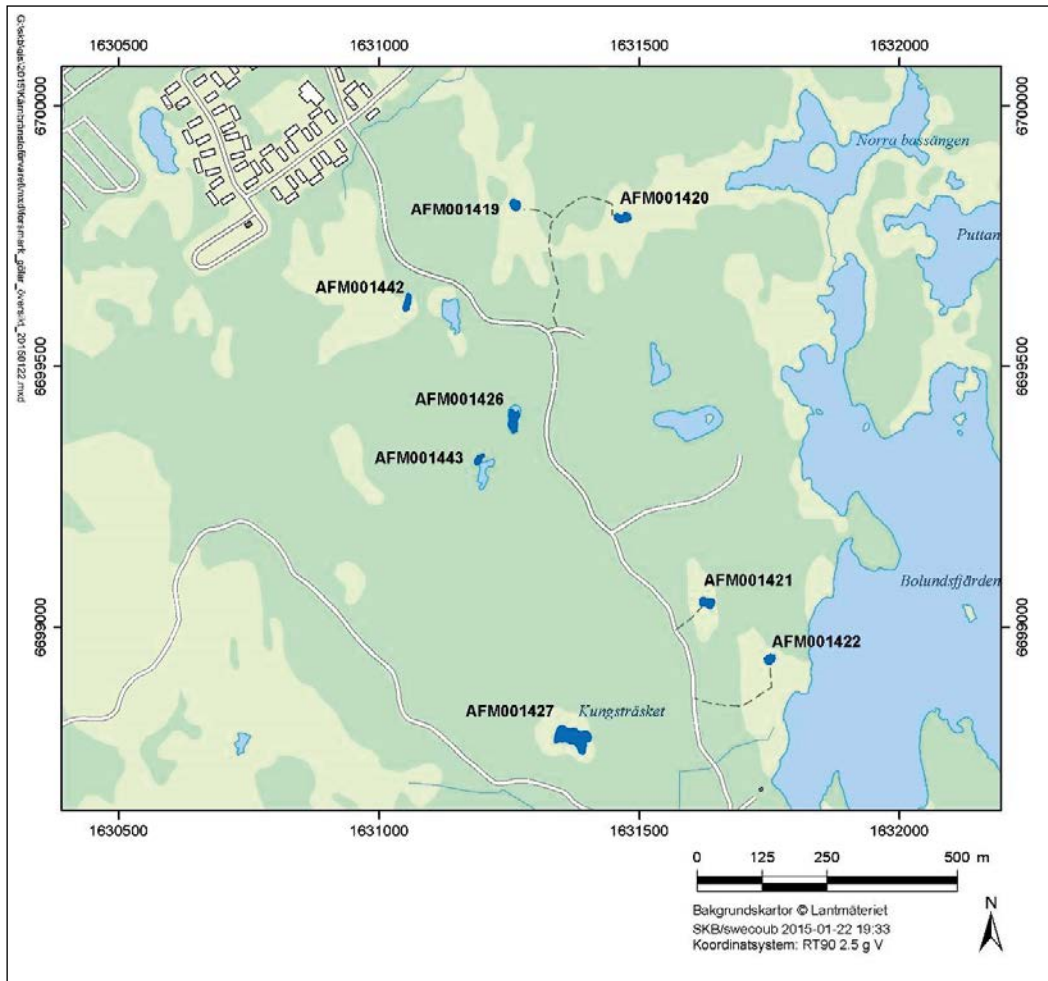 1630500 1631000 1631500 1632000
6700000 6700000
Norra bassängen
AFM001419
AFM001420
Puttan
AFM001442
6699500 6699500
AFM001426
AFM001443
AFM001421
Bolundsfjärden
6699000 6699000
AFM001422
AFM001427 Kungsträsket
1630500 1631000 1631500 1632000
0 125 250 500 m
Bakgrundskartor © Lantmäteriet
SKB/swecoub 2015-01-22 19:33
Koordinatsystem: RT90 2.5 g V
N